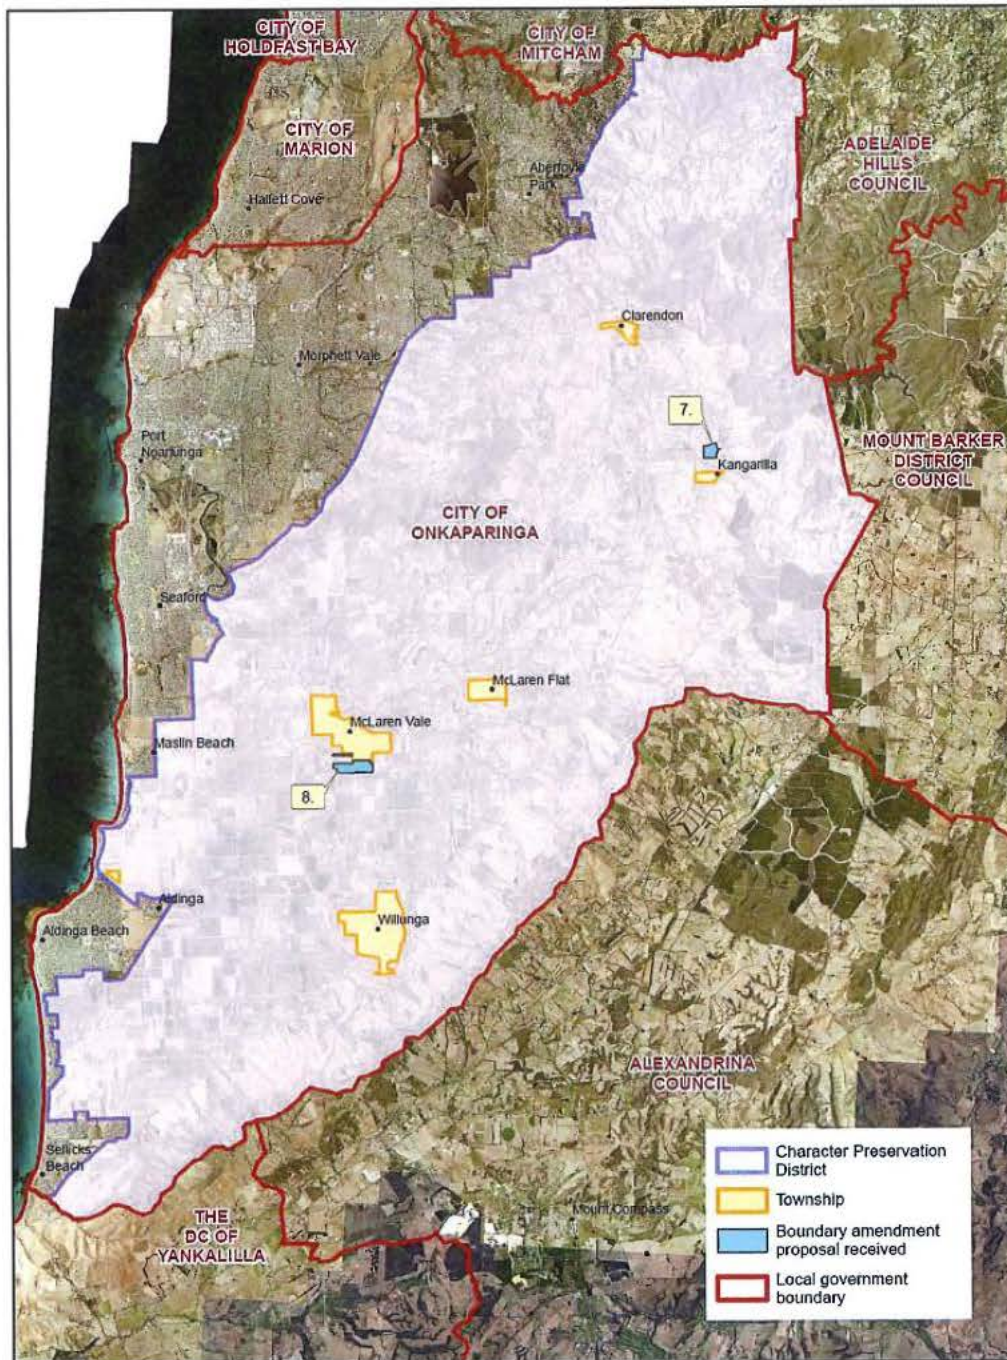 CITY OF
HOLDFAST BAY
CITY OF
MITCHAM
CITY OF
MARION
ADELAIDE
HILLS
COUNCIL
Aberfoyle
Park
Hallett Cove
Clarendon
Morphett Vale
7.
Port
Noarlunga
MOUNT BARKER
DISTRICT
COUNCIL
Kangarilla
CITY OF
ONKAPARINGA
Seaford
McLaren Flat
McLaren Vale
Maslin Beach
8.
Aldinga
Aldinga Beach
Willunga
ALEXANDRINA
COUNCIL
Sellicks
Beach
THE
DC OF
YANKALILLA
Mount Compass
Character Preservation
District
Township
Boundary amendment
proposal received
Local government
boundary